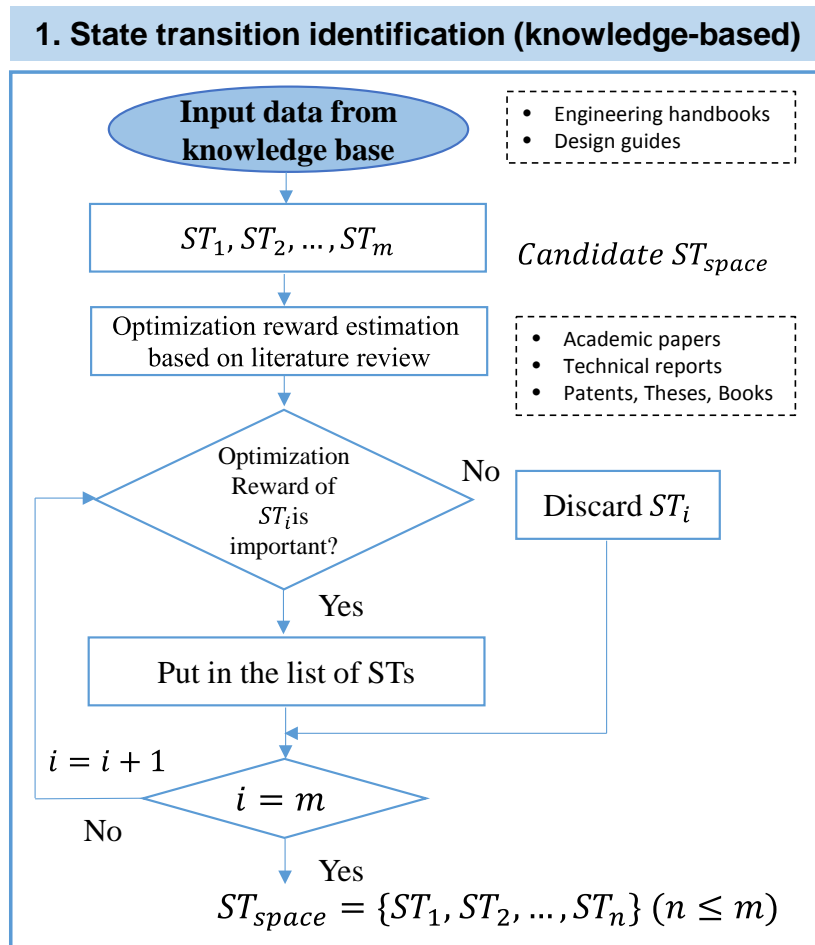 1. State transition identification (knowledge-based)
Input data from
knowledge base
• Engineering handbooks
• Design guides
𝑆𝑇₁, 𝑆𝑇₂, … , 𝑆𝑇ₘ
Candidate ST_space
Optimization reward estimation
based on literature review
• Academic papers
• Technical reports
• Patents, Theses, Books
Optimization
Reward of
STᵢis
important?
No
Discard STᵢ
Yes
Put in the list of STs
i = i + 1
i = m
No
Yes
ST_space = {ST₁, ST₂, … , STₙ} (n ≤ m)